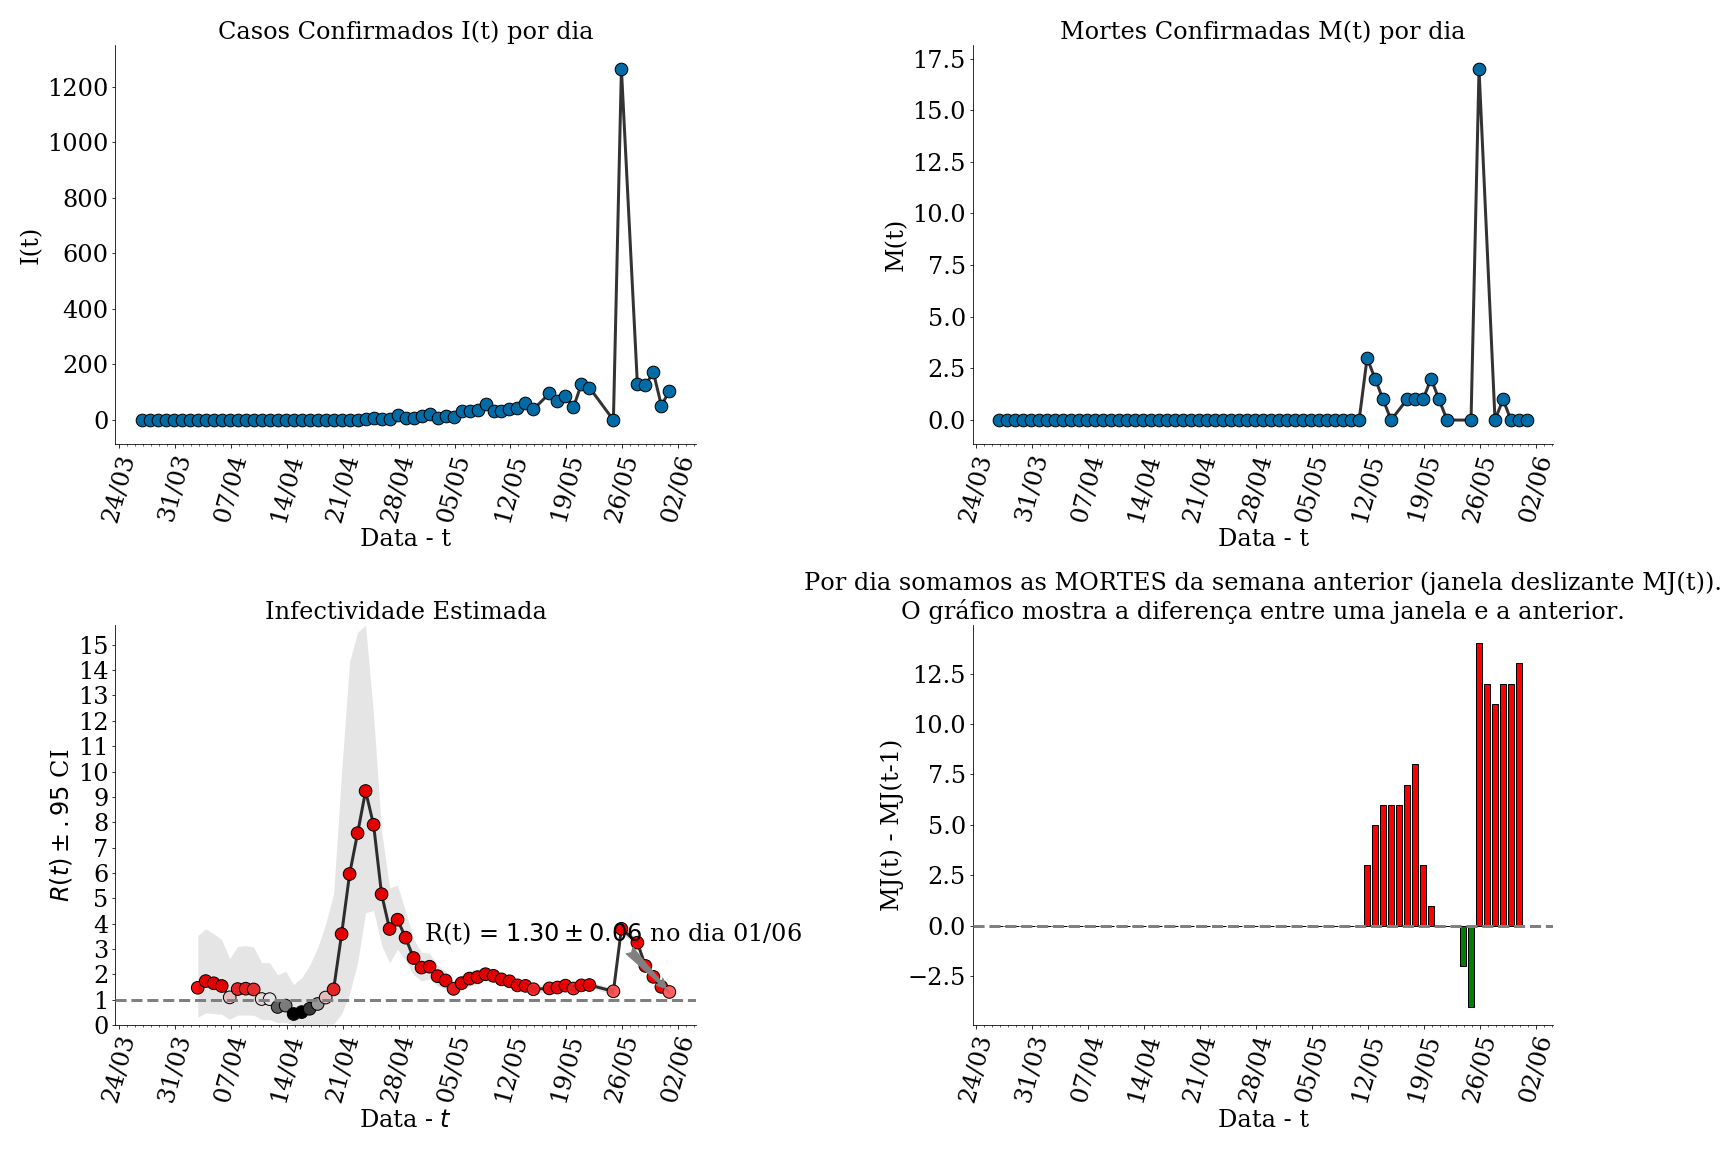 Casos Confirmados I(t) por dia
1200
1000
800
600
400
200
0
I(t)
24/03 31/03 07/04 14/04 21/04 28/04 05/05 12/05 19/05 26/05 02/06
Data - t
Mortes Confirmadas M(t) por dia
17.5
15.0
12.5
10.0
7.5
5.0
2.5
0.0
M(t)
24/03 31/03 07/04 14/04 21/04 28/04 05/05 12/05 19/05 26/05 02/06
Data - t
Infectividade Estimada
15
14
13
12
11
10
9
8
7
6
5
4
3
2
1
0
R(t) ± .95 CI
R(t) = 1.30 ± 0.06 no dia 01/06
24/03 31/03 07/04 14/04 21/04 28/04 05/05 12/05 19/05 26/05 02/06
Data - t
Por dia somamos as MORTES da semana anterior (janela deslizante MJ(t)).
O gráfico mostra a diferença entre uma janela e a anterior.
12.5
10.0
7.5
5.0
2.5
0.0
−2.5
MJ(t) - MJ(t-1)
24/03 31/03 07/04 14/04 21/04 28/04 05/05 12/05 19/05 26/05 02/06
Data - t